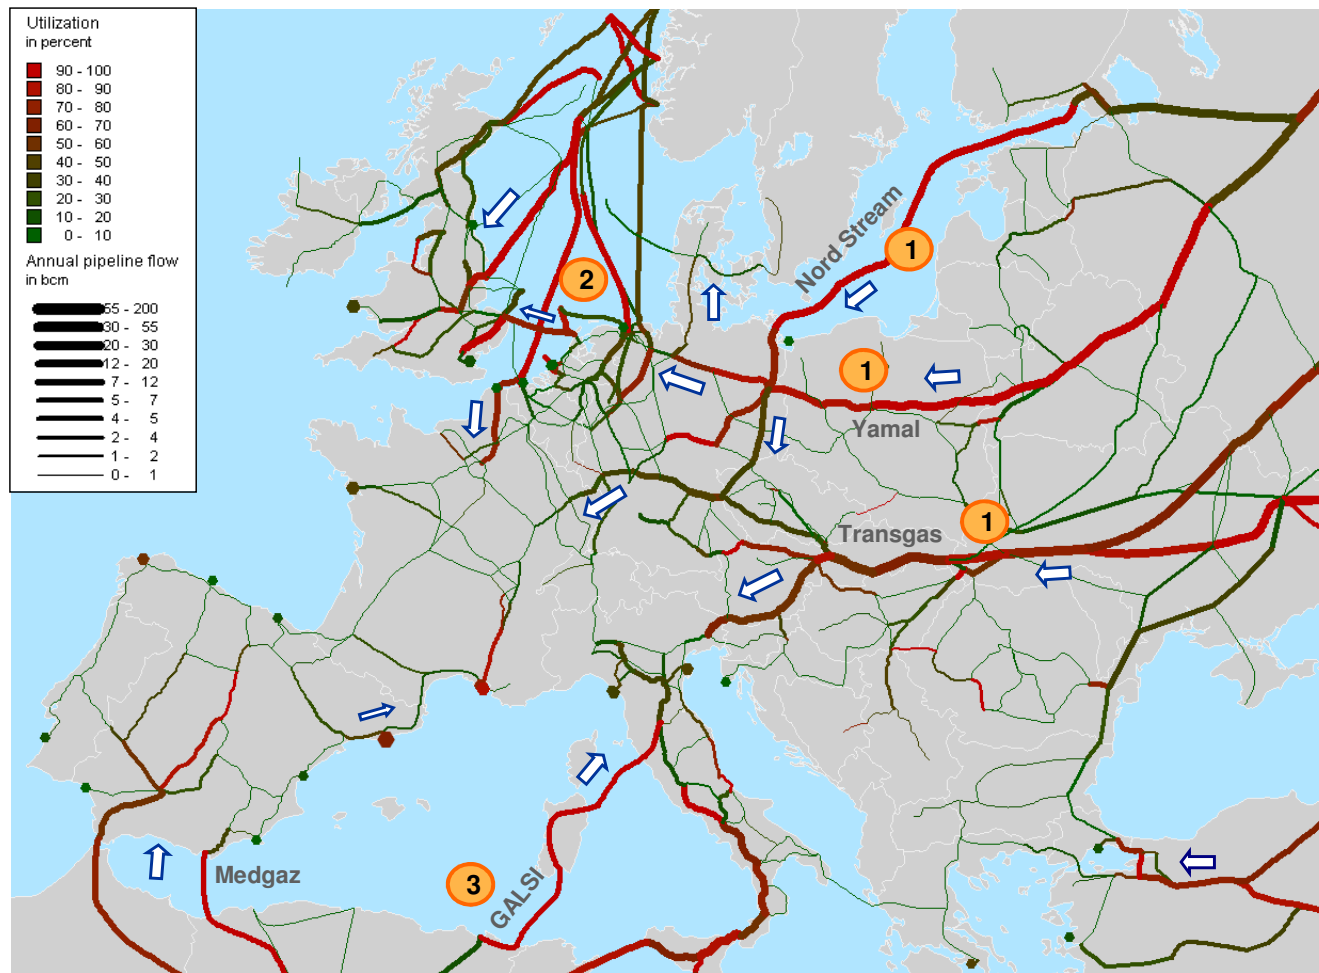 Utilization
in percent
90 - 100
80 - 90
70 - 80
60 - 70
50 - 60
40 - 50
30 - 40
20 - 30
10 - 20
0 - 10
Annual pipeline flow
in bcm
55 - 200
30 - 55
20 - 30
12 - 20
7 - 12
5 - 7
4 - 5
2 - 4
1 - 2
0 - 1
Nord Stream
1
2
1
Yamal
1
Transgas
Medgaz
3
GALSI